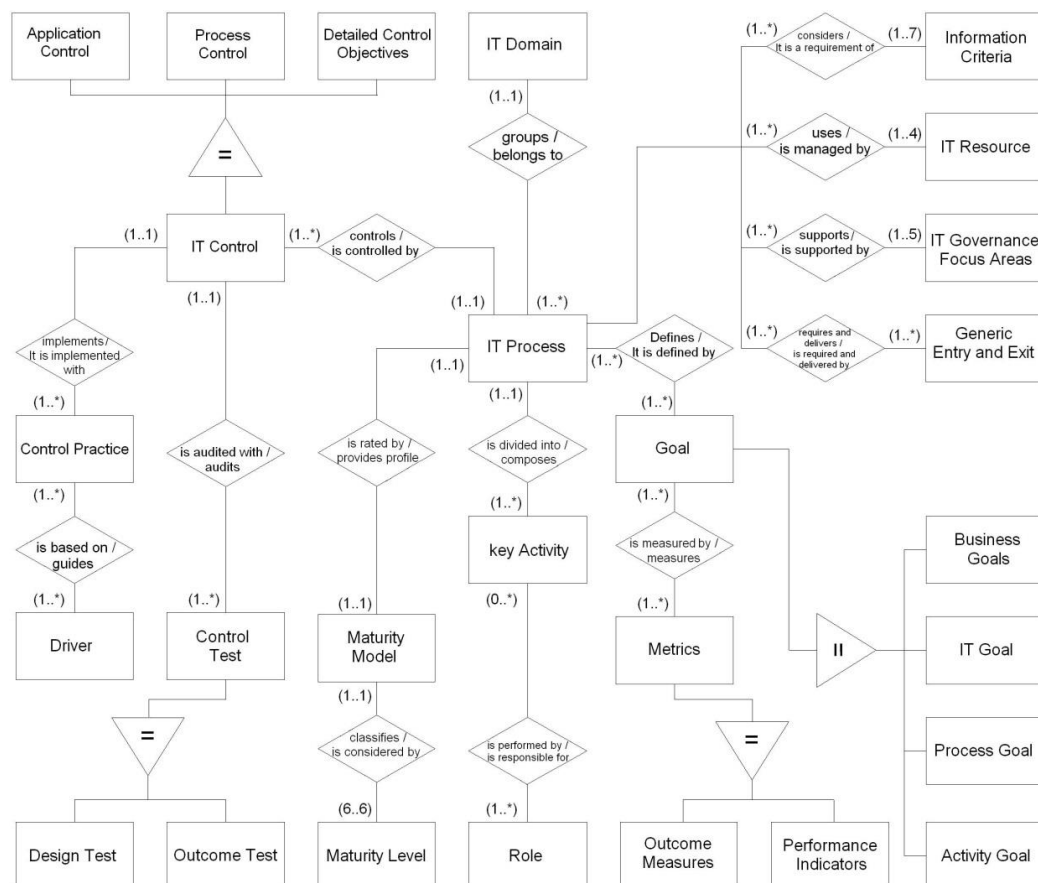 Application
Control
Process
Control
Detailed Control
Objectives
IT Domain
(1..*)
considers /
It is a requirement of
(1..7)
Information
Criteria
(1..1)
groups /
belongs to
=
(1..*)
uses /
is managed by
(1..4)
IT Resource
(1..1)
IT Control
(1..*)
controls /
is controlled by
(1..*)
supports /
is supported by
(1..5)
IT Governance
Focus Areas
(1..1)
(1..1)
(1..*)
implements /
It is implemented
with
IT Process
(1..1)
(1..*)
Defines /
It is defined by
(1..*)
requires and
delivers /
is required and
delivered by
(1..*)
Generic
Entry and Exit
(1..1)
(1..*)
(1..*)
Control Practice
is audited with /
audits
is rated by /
provides profile
is divided into /
composes
Goal
(1..*)
(1..*)
(1..*)
is based on /
guides
key Activity
is measured by /
measures
Business
Goals
(1..*)
(1..*)
(1..1)
(0..*)
(1..*)
Driver
Control
Test
Maturity
Model
Metrics
=
IT Goal
(1..1)
=
classifies /
is considered by
is performed by /
is responsible for
=
Process Goal
(6..6)
(1..*)
Design Test
Outcome Test
Maturity Level
Role
Outcome
Measures
Performance
Indicators
Activity Goal